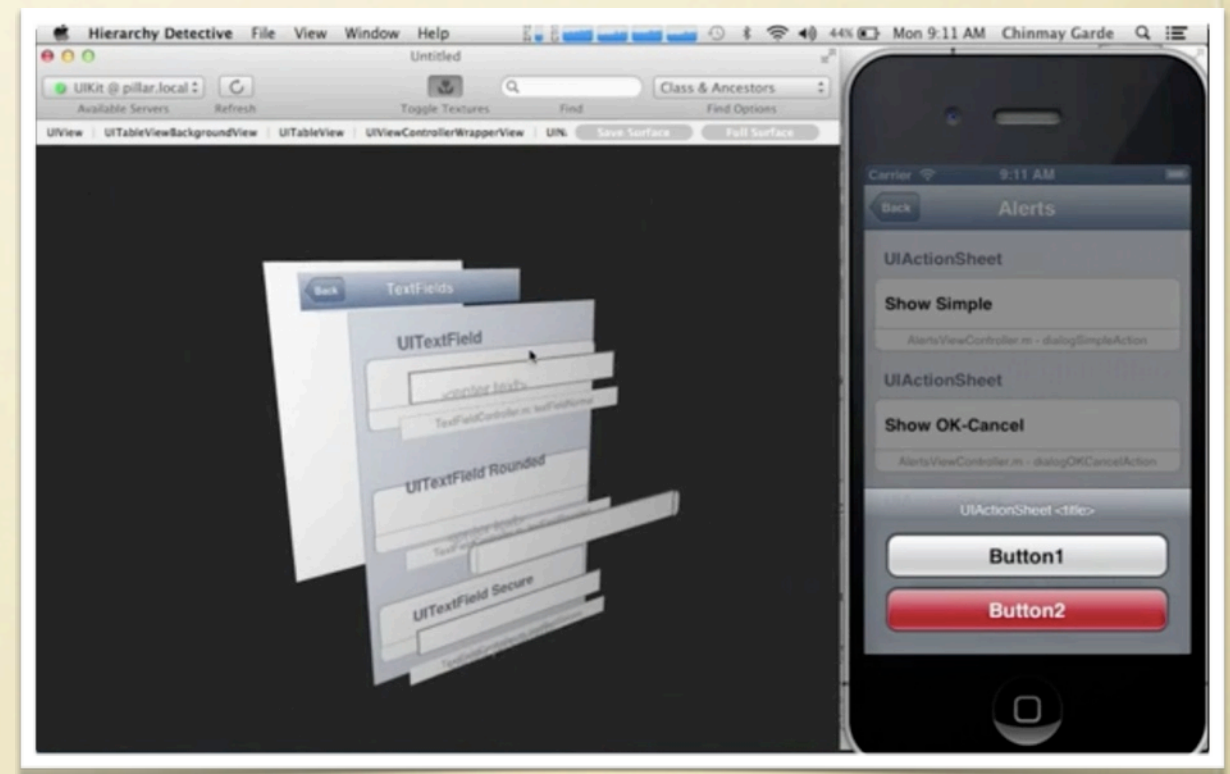 Hierarchy Detective File View Window Help 44% Mon 9:11 AM Chinmay Garde
Untitled
UIKit @ pillar.local Class & Ancestors
Available Servers Refresh Toggle Textures Find Find Options
UIView UITableViewBackgroundView UITableView UIViewControllerWrapperView UIN. Save Surface Full Surface
Back TextFields
UITextField
<enter text>
TextFieldController.m: textFieldNormal
UITextField Rounded
UITextField Secure
Carrier 9:11 AM
Back Alerts
UIActionSheet
Show Simple
AlertsViewController.m - dialogSimpleAction
UIActionSheet
Show OK-Cancel
AlertsViewController.m - dialogOKCancelAction
UIActionSheet <title>
Button1
Button2